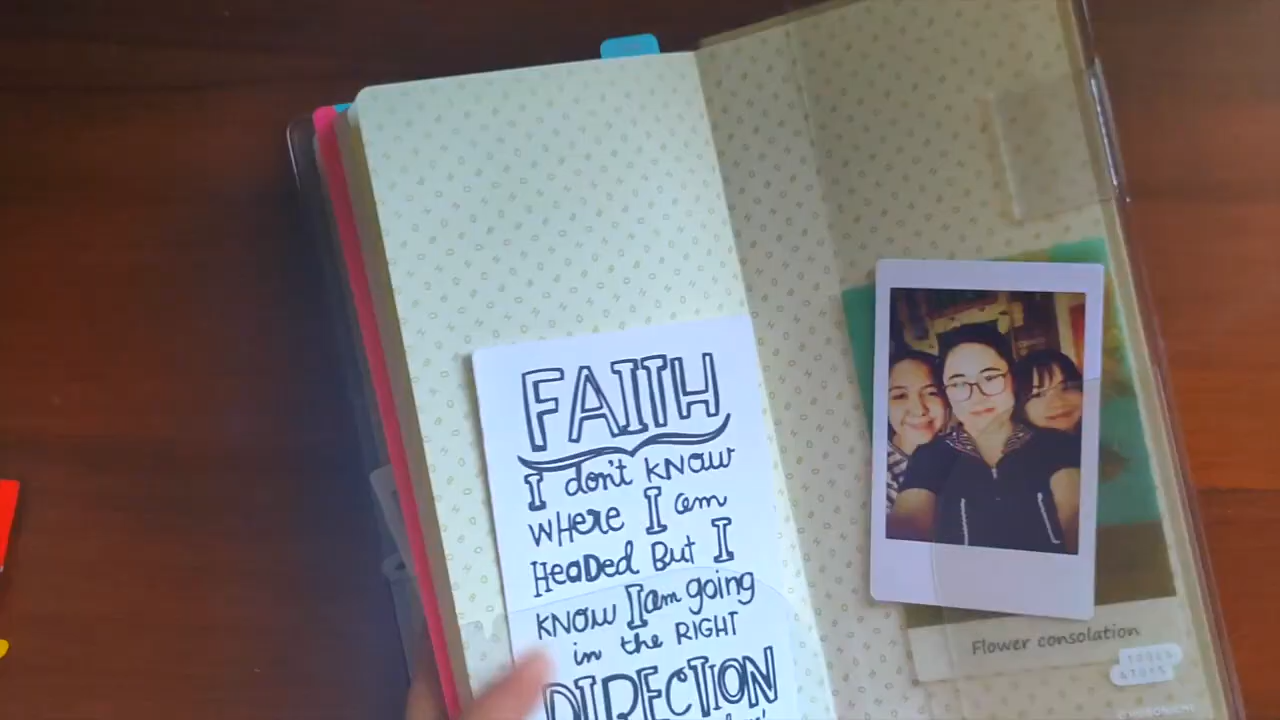 FAITH
I don't KNOW
WHere I am
HeaDeD BuT I
KNOW I am going
in the RIGHT
DIRECTION
Flower consolation